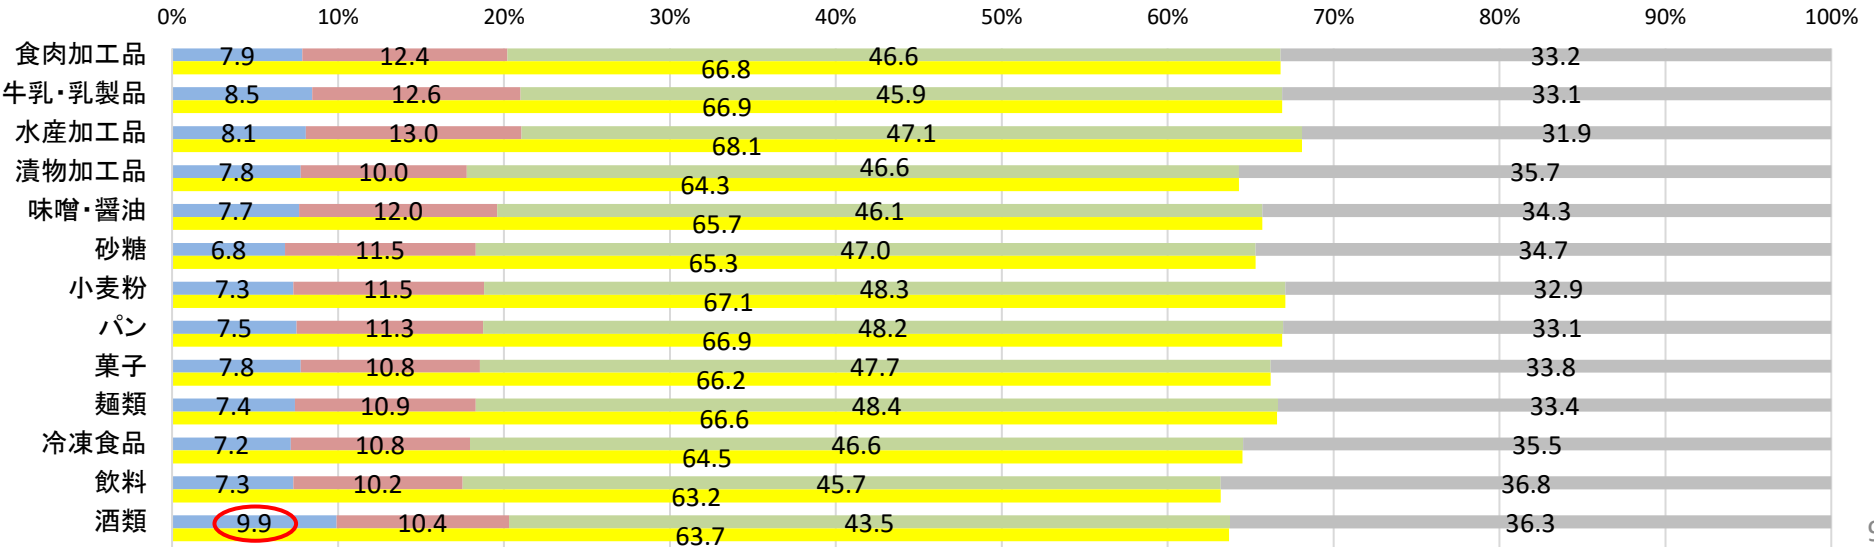 0% 10% 20% 30% 40% 50% 60% 70% 80% 90% 100%
食肉加工品 7.9 12.4 46.6 33.2
66.8
牛乳・乳製品 8.5 12.6 45.9 33.1
66.9
水産加工品 8.1 13.0 47.1 31.9
68.1
漬物加工品 7.8 10.0 46.6 35.7
64.3
味噌・醤油 7.7 12.0 46.1 34.3
65.7
砂糖 6.8 11.5 47.0 34.7
65.3
小麦粉 7.3 11.5 48.3 32.9
67.1
パン 7.5 11.3 48.2 33.1
66.9
菓子 7.8 10.8 47.7 33.8
66.2
麺類 7.4 10.9 48.4 33.4
66.6
冷凍食品 7.2 10.8 46.6 35.5
64.5
飲料 7.3 10.2 45.7 36.8
63.2
酒類 9.9 10.4 43.5 36.3
63.7